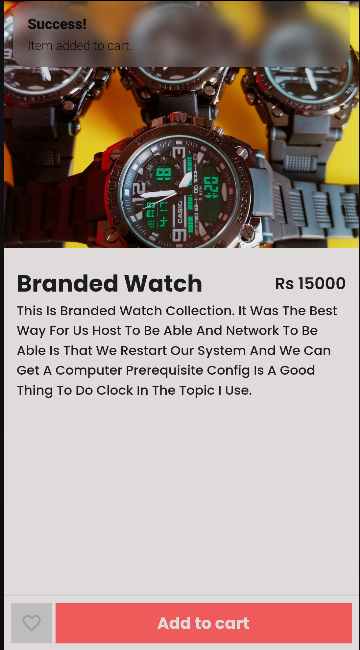 Success!
Item added to cart.
CASIO
Branded Watch
Rs 15000
This Is Branded Watch Collection. It Was The Best
Way For Us Host To Be Able And Network To Be
Able Is That We Restart Our System And We Can
Get A Computer Prerequisite Config Is A Good
Thing To Do Clock In The Topic I Use.
Add to cart